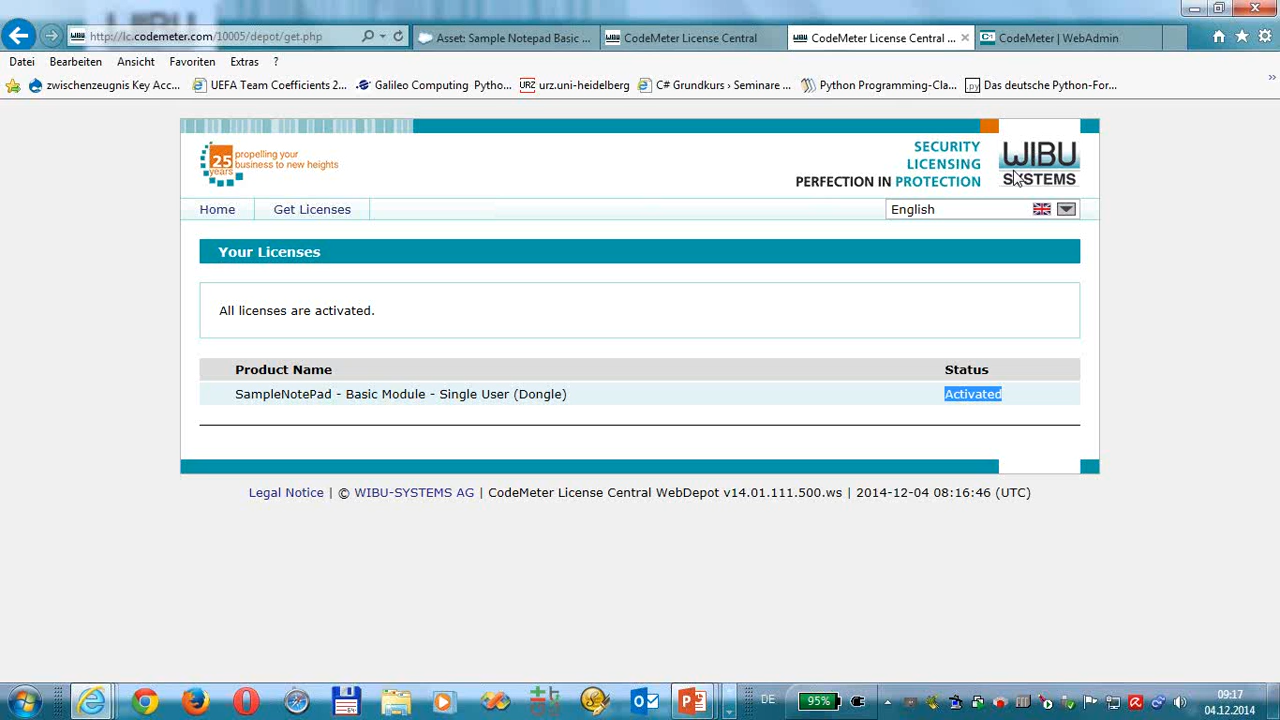 http://lc.codemeter.com/10005/depot/get.php
Asset: Sample Notepad Basic ...
CodeMeter License Central
CodeMeter License Central ...
CodeMeter | WebAdmin
Datei Bearbeiten Ansicht Favoriten Extras ?
zwischenzeugnis Key Acc...
UEFA Team Coefficients 2...
Galileo Computing Python...
URZ urz.uni-heidelberg
C# Grundkurs › Seminare ...
Python Programming-Cla...
.py Das deutsche Python-For...
25 years
propelling your
business to new heights
SECURITY
LICENSING
PERFECTION IN PROTECTION
WIBU
SYSTEMS
Home Get Licenses English
Your Licenses
All licenses are activated.
Product Name Status
SampleNotePad - Basic Module - Single User (Dongle) Activated
Legal Notice | © WIBU-SYSTEMS AG | CodeMeter License Central WebDepot v14.01.111.500.ws | 2014-12-04 08:16:46 (UTC)
DE 95% 09:17
04.12.2014